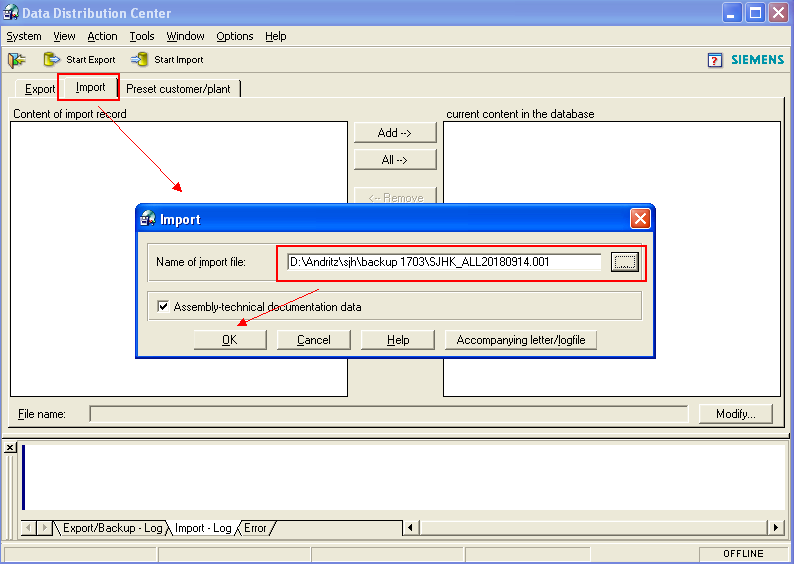 Data Distribution Center
System View Action Tools Window Options Help
Start Export Start Import ? SIEMENS
Export Import Preset customer/plant
Content of import record current content in the database
Add -->
All -->
<-- Remove
Import
Name of import file: D:\Andritz\sjh\backup 1703\SJHK_ALL20180914.001 ......
Assembly-technical documentation data
OK Cancel Help Accompanying letter/logfile
File name: Modify...
Export/Backup - Log Import - Log Error
OFFLINE